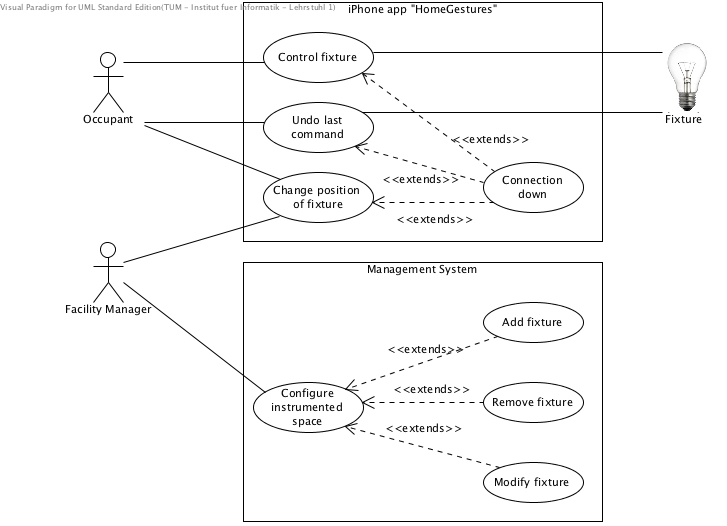 Visual Paradigm for UML Standard Edition(TUM – Institut fuer Informatik – Lehrstuhl 1)
iPhone app "HomeGestures"
Control fixture
Occupant
Fixture
Undo last
command
<<extends>>
<<extends>>
Connection
down
Change position
of fixture
<<extends>>
Facility Manager
Management System
Add fixture
<<extends>>
Configure
instrumented
space
<<extends>>
Remove fixture
<<extends>>
Modify fixture